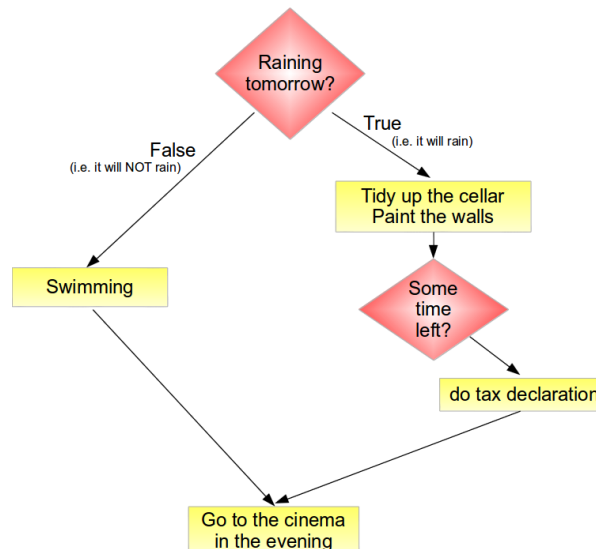 Raining
tomorrow?
False
(i.e. it will NOT rain)
True
(i.e. it will rain)
Tidy up the cellar
Paint the walls
Swimming
Some
time
left?
do tax declaration
Go to the cinema
in the evening